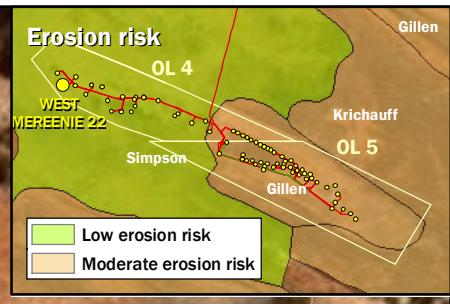 Erosion risk
Gillen
OL 4
WEST
MEREENIE 22
Krichauff
OL 5
Simpson
Gillen
Low erosion risk
Moderate erosion risk